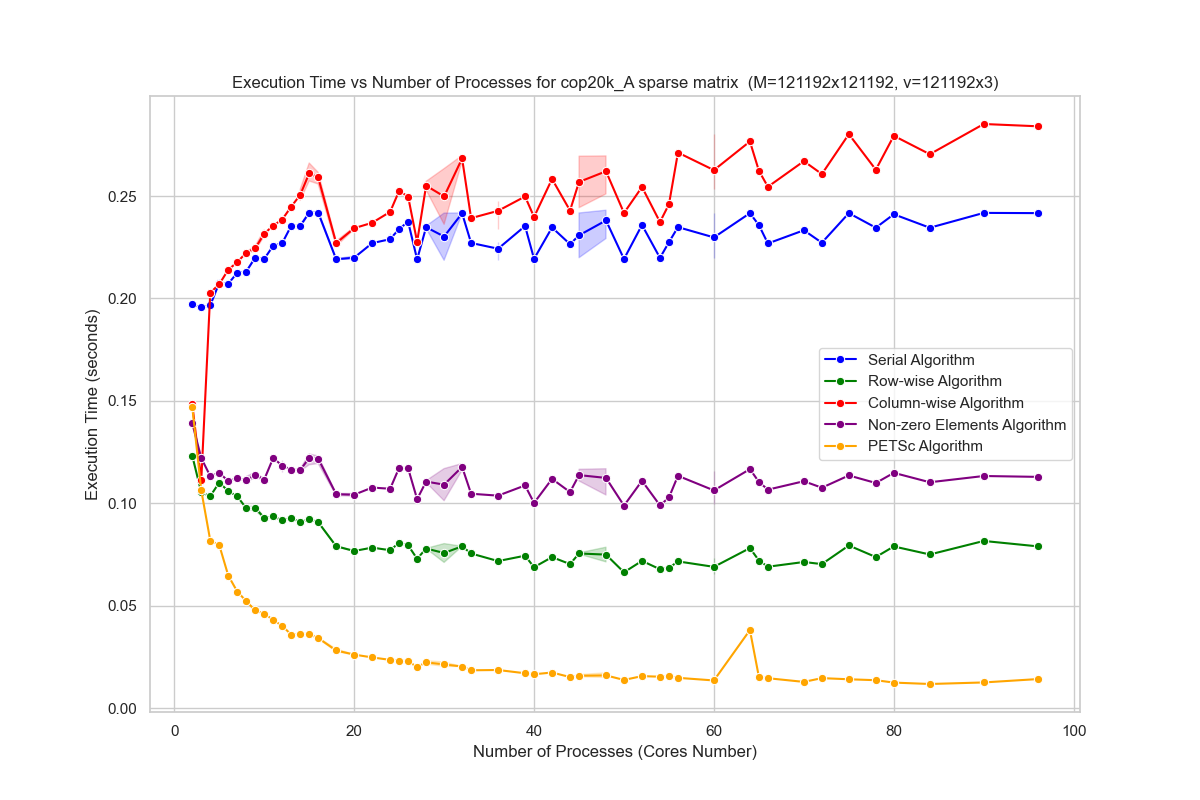 Execution Time vs Number of Processes for cop20k_A sparse matrix  (M=121192x121192, v=121192x3)
Execution Time (seconds)
0.25
0.20
0.15
0.10
0.05
0.00
Serial Algorithm
Row-wise Algorithm
Column-wise Algorithm
Non-zero Elements Algorithm
PETSc Algorithm
0 20 40 60 80 100
Number of Processes (Cores Number)